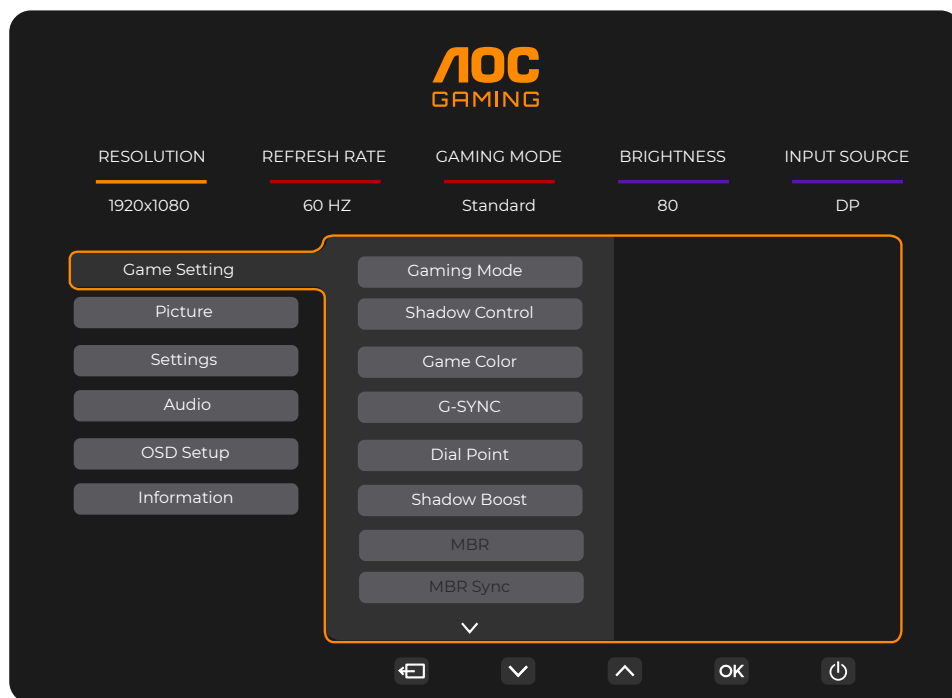 AOC
GAMING
RESOLUTION REFRESH RATE GAMING MODE BRIGHTNESS INPUT SOURCE
1920x1080 60 HZ Standard 80 DP
Game Setting Gaming Mode
Picture Shadow Control
Settings Game Color
Audio G-SYNC
OSD Setup Dial Point
Information Shadow Boost
MBR
MBR Sync
OK